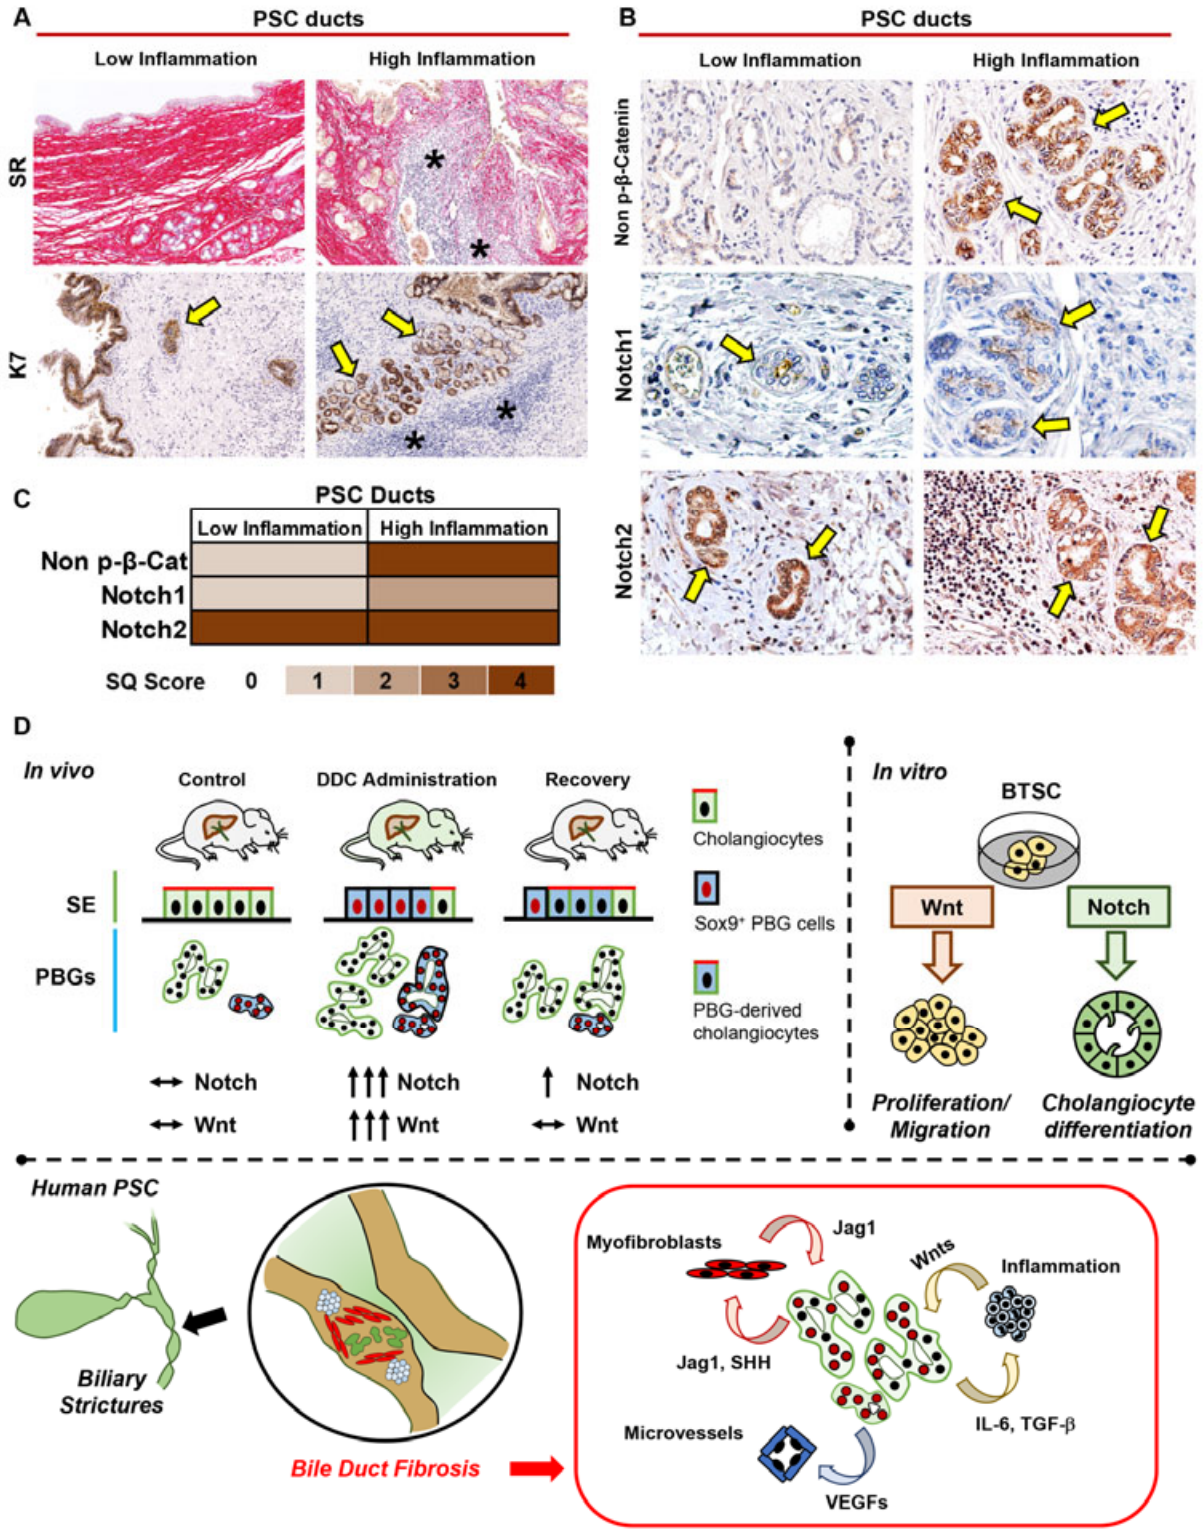 A
PSC ducts
Low Inflammation
High Inflammation
SR
*
*
K7
*
*
B
PSC ducts
Low Inflammation
High Inflammation
Non p-β-Catenin
Notch1
Notch2
C
PSC Ducts
Low Inflammation
High Inflammation
Non p-β-Cat
Notch1
Notch2
SQ Score
0
1
2
3
4
D
In vivo
Control
DDC Administration
Recovery
SE
PBGs
Notch
Wnt
Notch
Wnt
Notch
Wnt
Cholangiocytes
Sox9⁺ PBG cells
PBG-derived
cholangiocytes
In vitro
BTSC
Wnt
Notch
Proliferation/
Migration
Cholangiocyte
differentiation
Human PSC
Biliary
Strictures
Bile Duct Fibrosis
Myofibroblasts
Jag1
Wnts
Inflammation
Jag1, SHH
IL-6, TGF-β
Microvessels
VEGFs